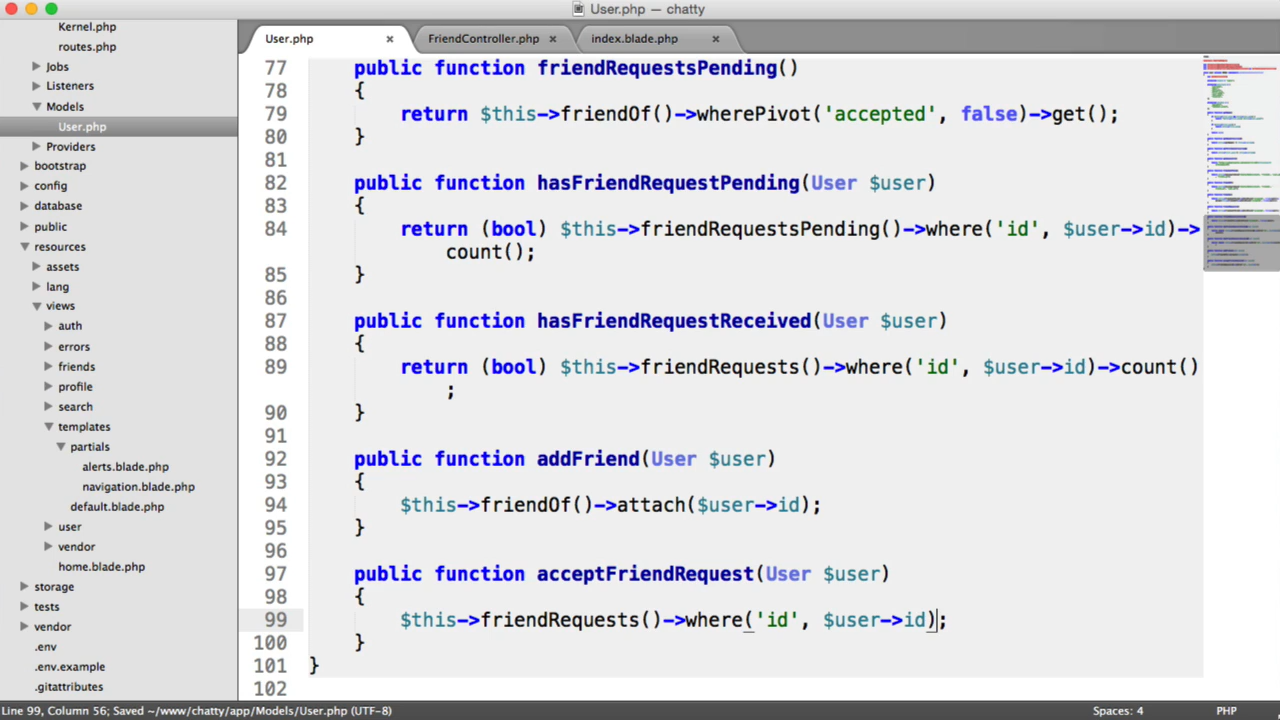 User.php — chatty
Kernel.php
routes.php
Jobs
Listeners
Models
User.php
Providers
bootstrap
config
database
public
resources
assets
lang
views
auth
errors
friends
profile
search
templates
partials
alerts.blade.php
navigation.blade.php
default.blade.php
user
vendor
home.blade.php
storage
tests
vendor
.env
.env.example
.gitattributes
User.php × FriendController.php × index.blade.php ×
77 public function friendRequestsPending()
78 {
79 return $this->friendOf()->wherePivot('accepted', false)->get();
80 }
81
82 public function hasFriendRequestPending(User $user)
83 {
84 return (bool) $this->friendRequestsPending()->where('id', $user->id)->
count();
85 }
86
87 public function hasFriendRequestReceived(User $user)
88 {
89 return (bool) $this->friendRequests()->where('id', $user->id)->count()
;
90 }
91
92 public function addFriend(User $user)
93 {
94 $this->friendOf()->attach($user->id);
95 }
96
97 public function acceptFriendRequest(User $user)
98 {
99 $this->friendRequests()->where('id', $user->id);
100 }
101 }
102
Line 99, Column 56; Saved ~/www/chatty/app/Models/User.php (UTF-8) Spaces: 4 PHP